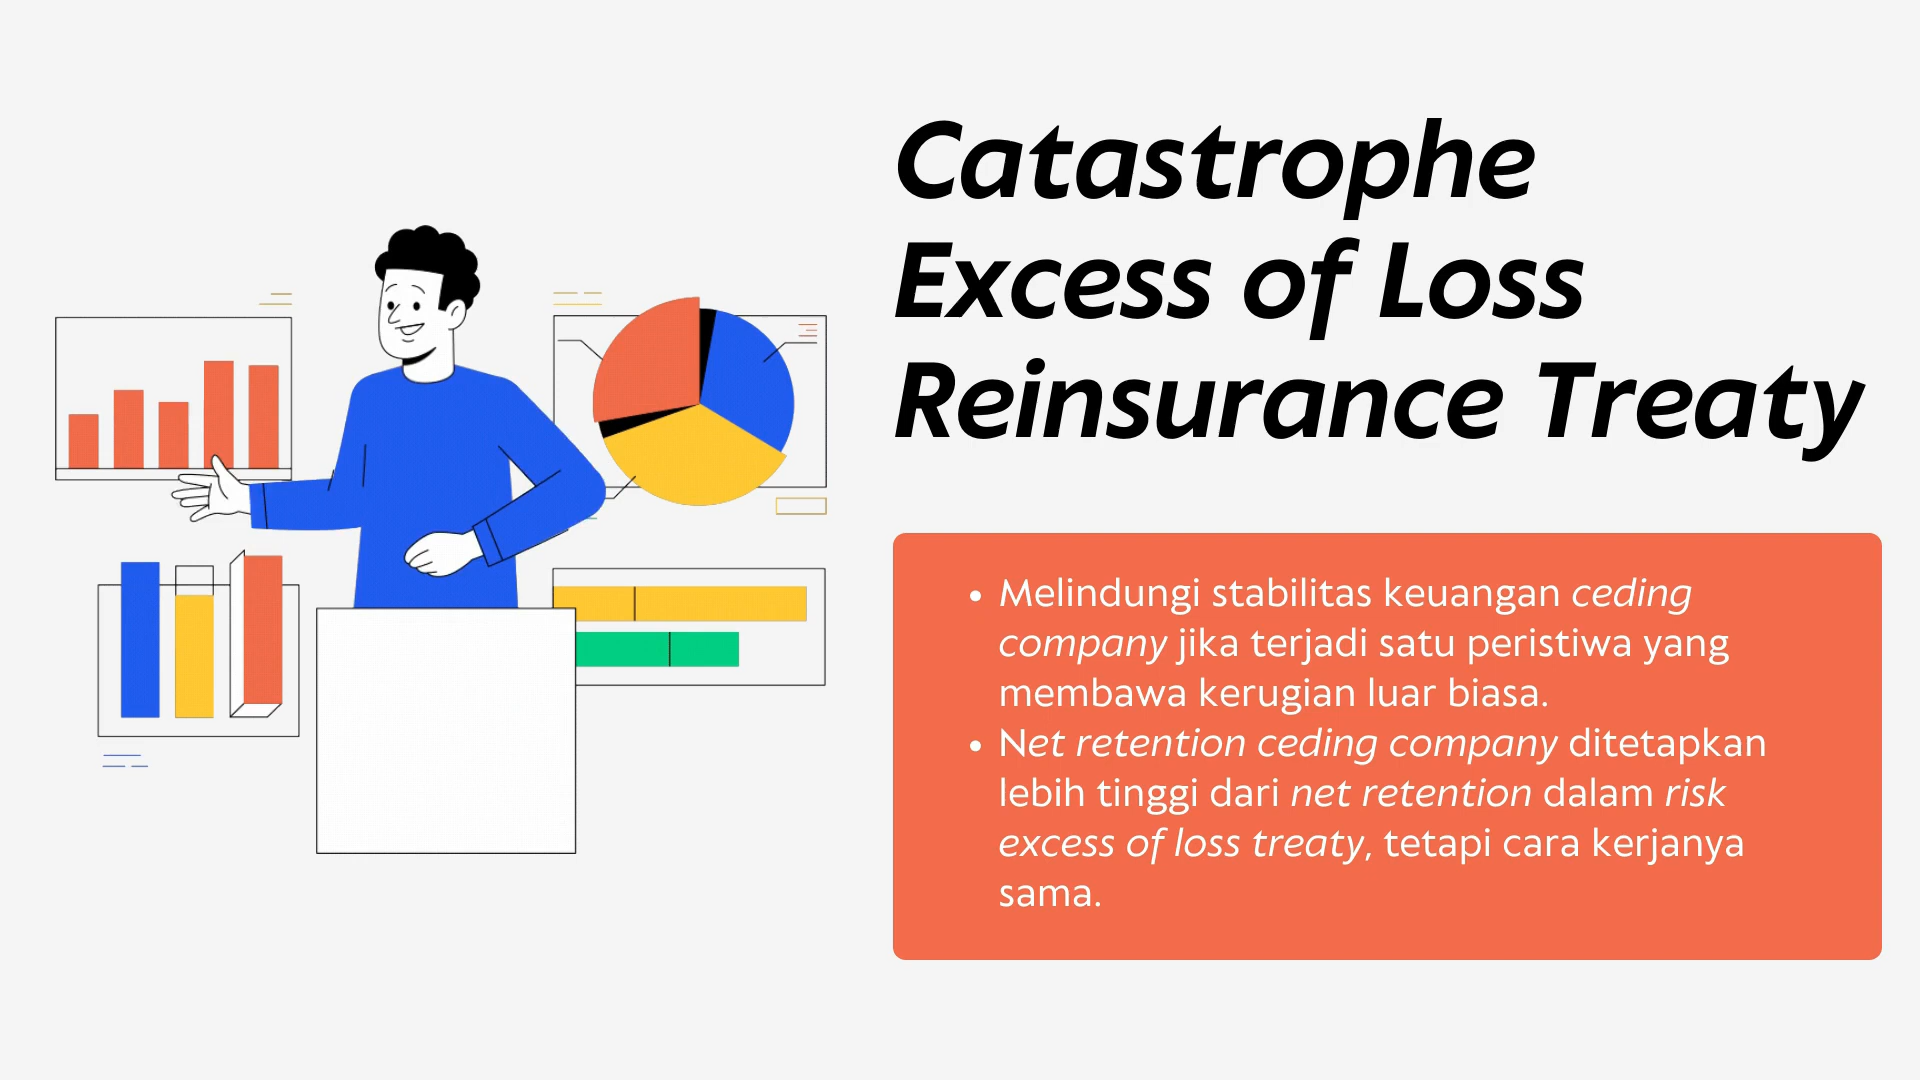 Catastrophe
Excess of Loss
Reinsurance Treaty
• Melindungi stabilitas keuangan ceding
company jika terjadi satu peristiwa yang
membawa kerugian luar biasa.
• Net retention ceding company ditetapkan
lebih tinggi dari net retention dalam risk
excess of loss treaty, tetapi cara kerjanya
sama.